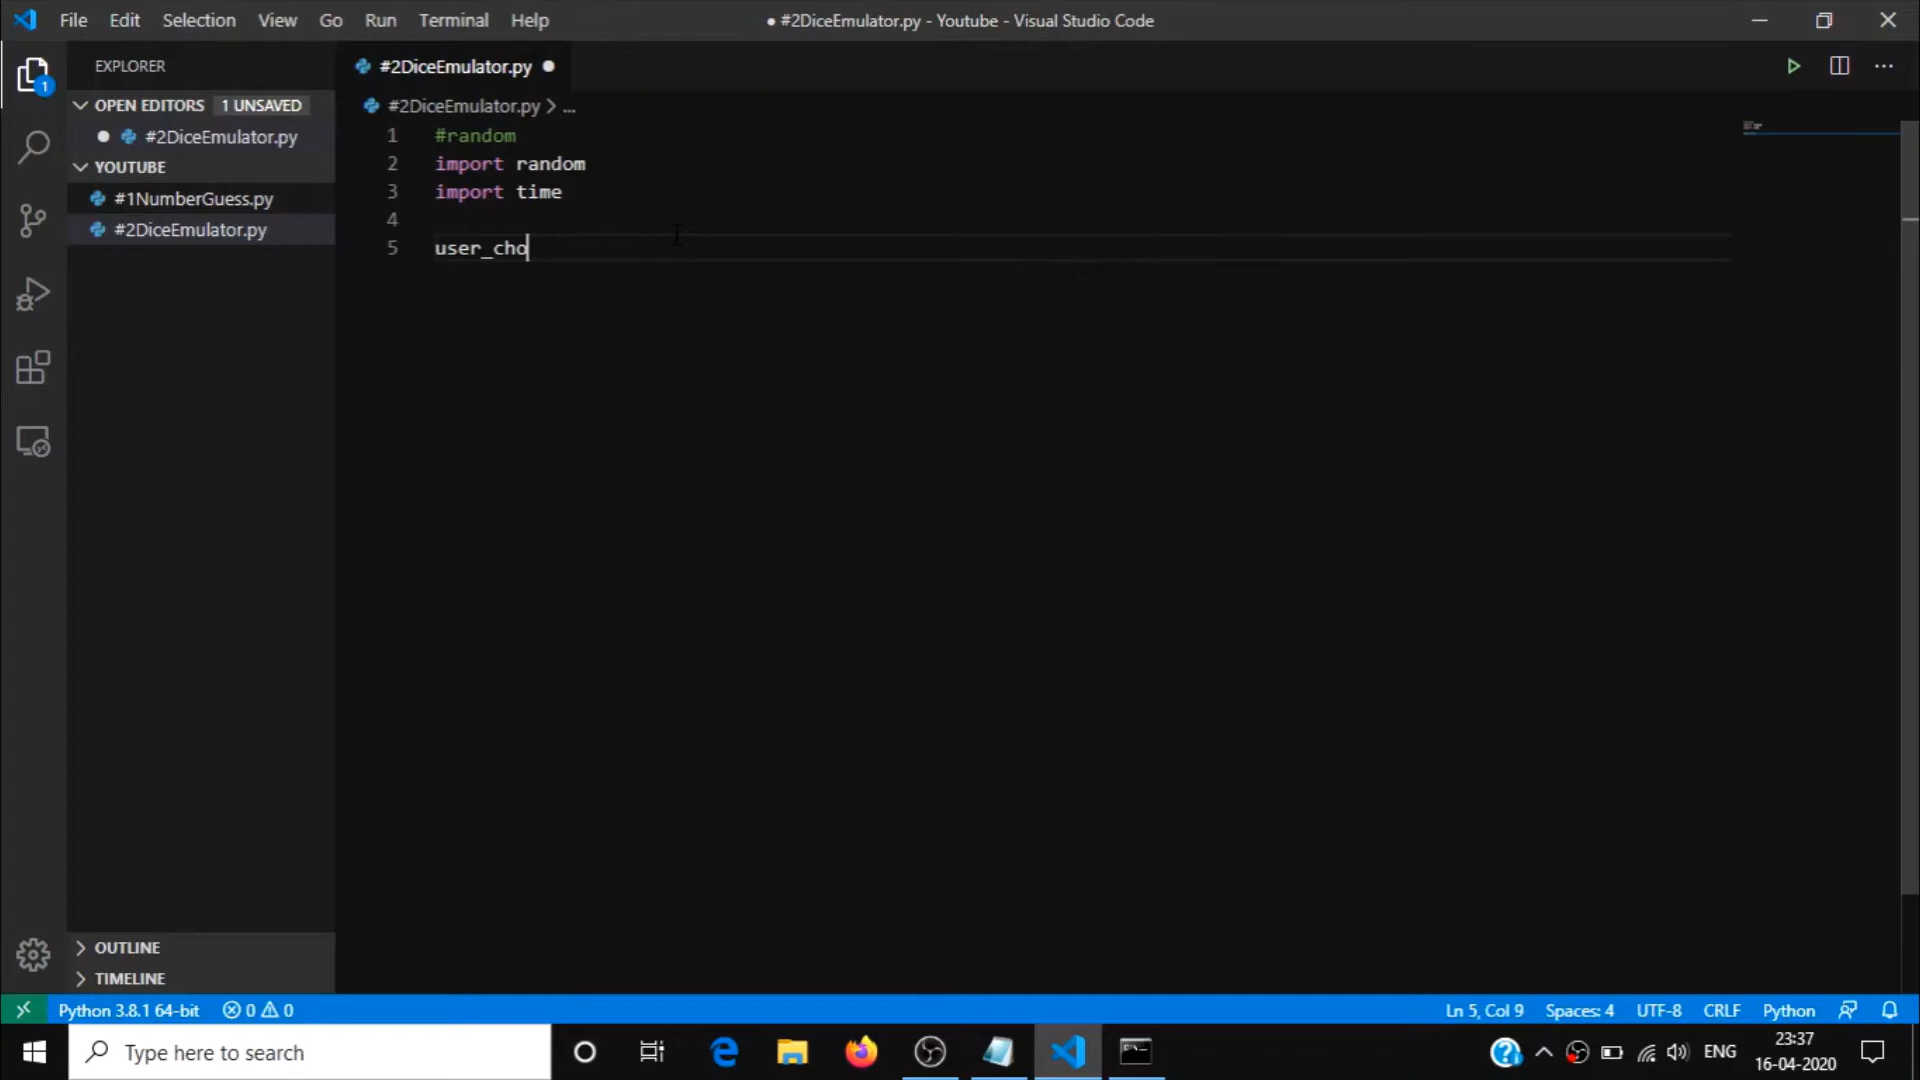 File Edit Selection View Go Run Terminal Help
● #2DiceEmulator.py - Youtube - Visual Studio Code
EXPLORER
1
OPEN EDITORS 1 UNSAVED
#2DiceEmulator.py
YOUTUBE
#1NumberGuess.py
#2DiceEmulator.py
OUTLINE
TIMELINE
#2DiceEmulator.py
#2DiceEmulator.py > ...
1 #random
2 import random
3 import time
4
5 user_cho
Python 3.8.1 64-bit 0 0
Ln 5, Col 9 Spaces: 4 UTF-8 CRLF Python
Type here to search
ENG
23:37
16-04-2020